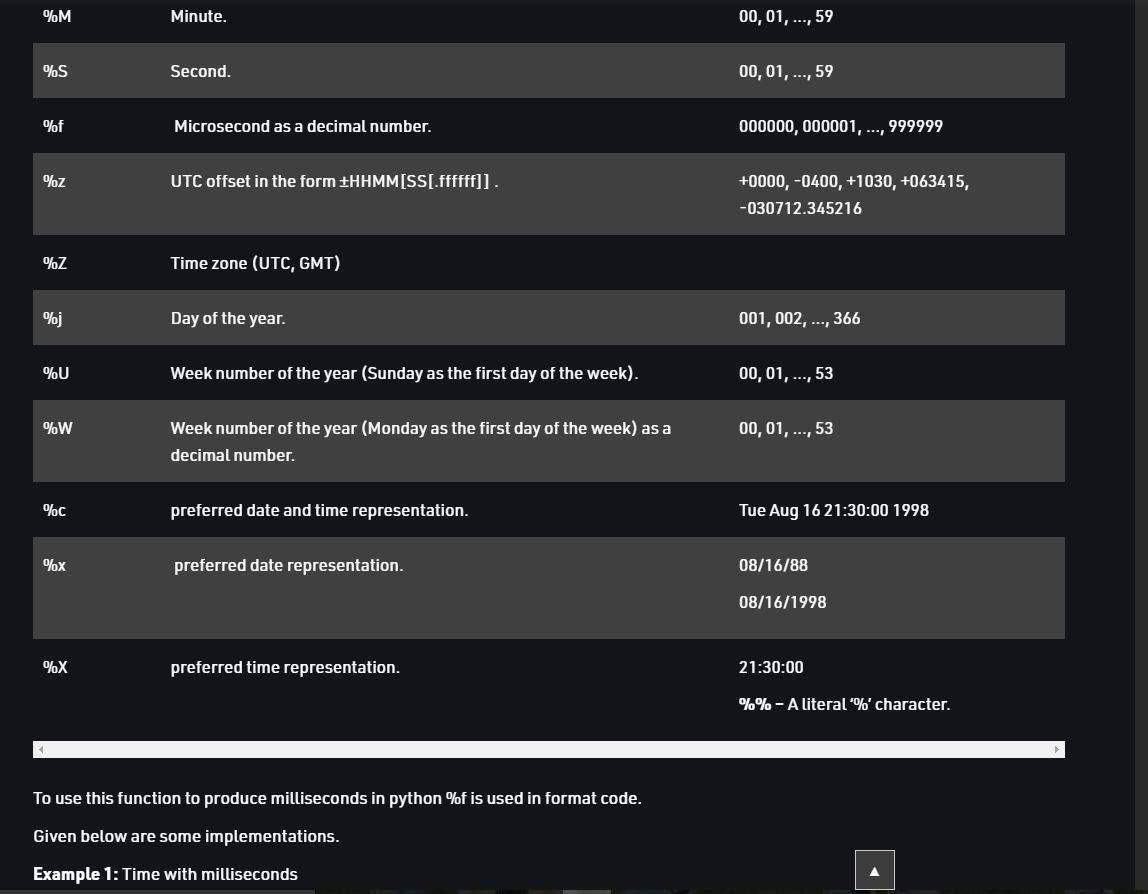 %M Minute. 00, 01, ..., 59
%S Second. 00, 01, ..., 59
%f Microsecond as a decimal number. 000000, 000001, ..., 999999
%z UTC offset in the form ±HHMM[SS[.ffffff]] . +0000, -0400, +1030, +063415,
-030712.345216
%Z Time zone (UTC, GMT)
%j Day of the year. 001, 002, ..., 366
%U Week number of the year (Sunday as the first day of the week). 00, 01, ..., 53
%W Week number of the year (Monday as the first day of the week) as a 00, 01, ..., 53
decimal number.
%c preferred date and time representation. Tue Aug 16 21:30:00 1998
%x preferred date representation. 08/16/88
08/16/1998
%X preferred time representation. 21:30:00
%% – A literal ‘%’ character.
To use this function to produce milliseconds in python %f is used in format code.
Given below are some implementations.
Example 1: Time with milliseconds